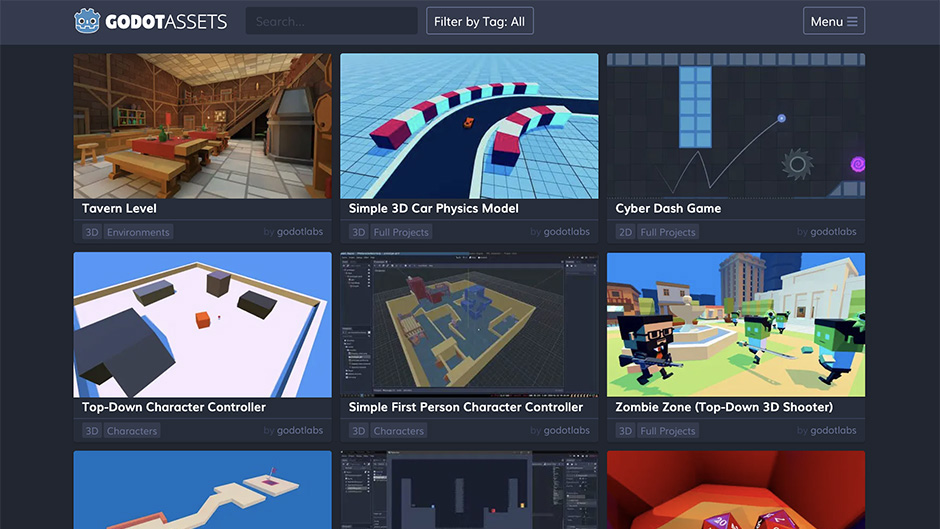 GODOTASSETS
Search...
Filter by Tag: All
Menu
Tavern Level
3D Environments
by godotlabs
Simple 3D Car Physics Model
3D Full Projects
by godotlabs
Cyber Dash Game
2D Full Projects
by godotlabs
Top-Down Character Controller
3D Characters
by godotlabs
Simple First Person Character Controller
3D Characters
by godotlabs
Zombie Zone (Top-Down 3D Shooter)
3D Full Projects
by godotlabs
20